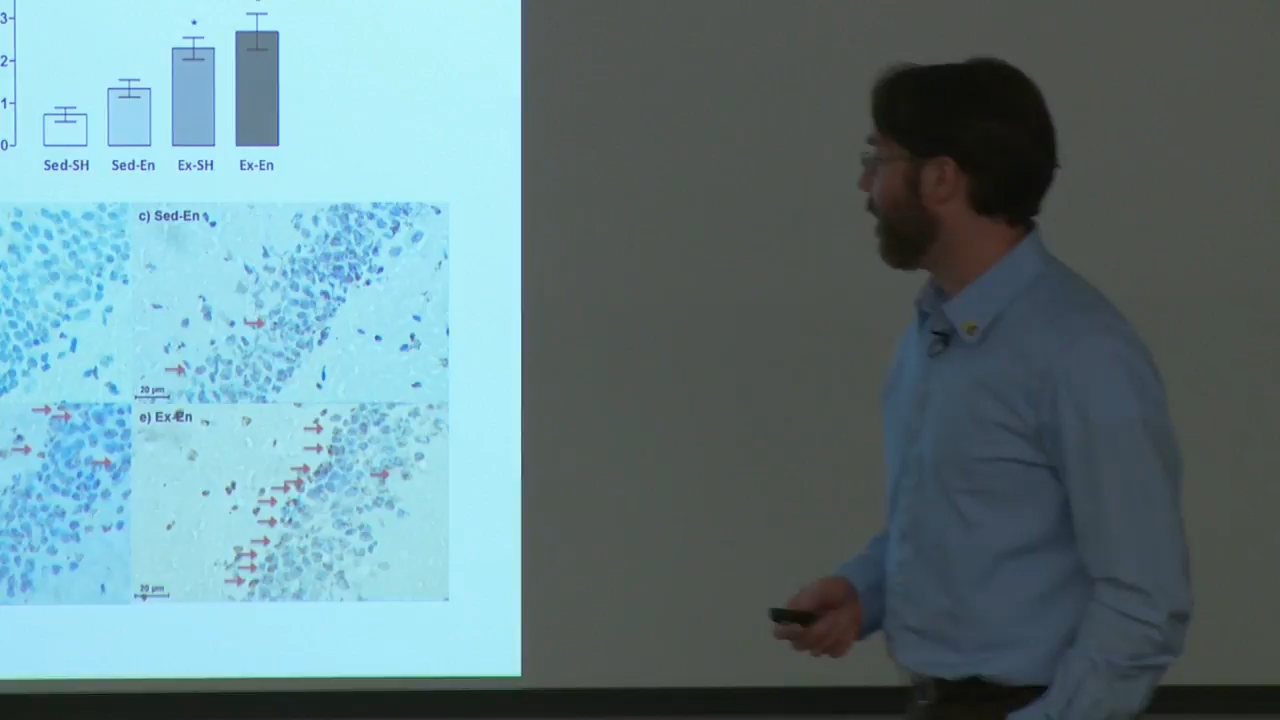 3
2
1
0
*
Sed-SH Sed-En Ex-SH Ex-En
c) Sed-En
20 µm
e) Ex-En
20 µm